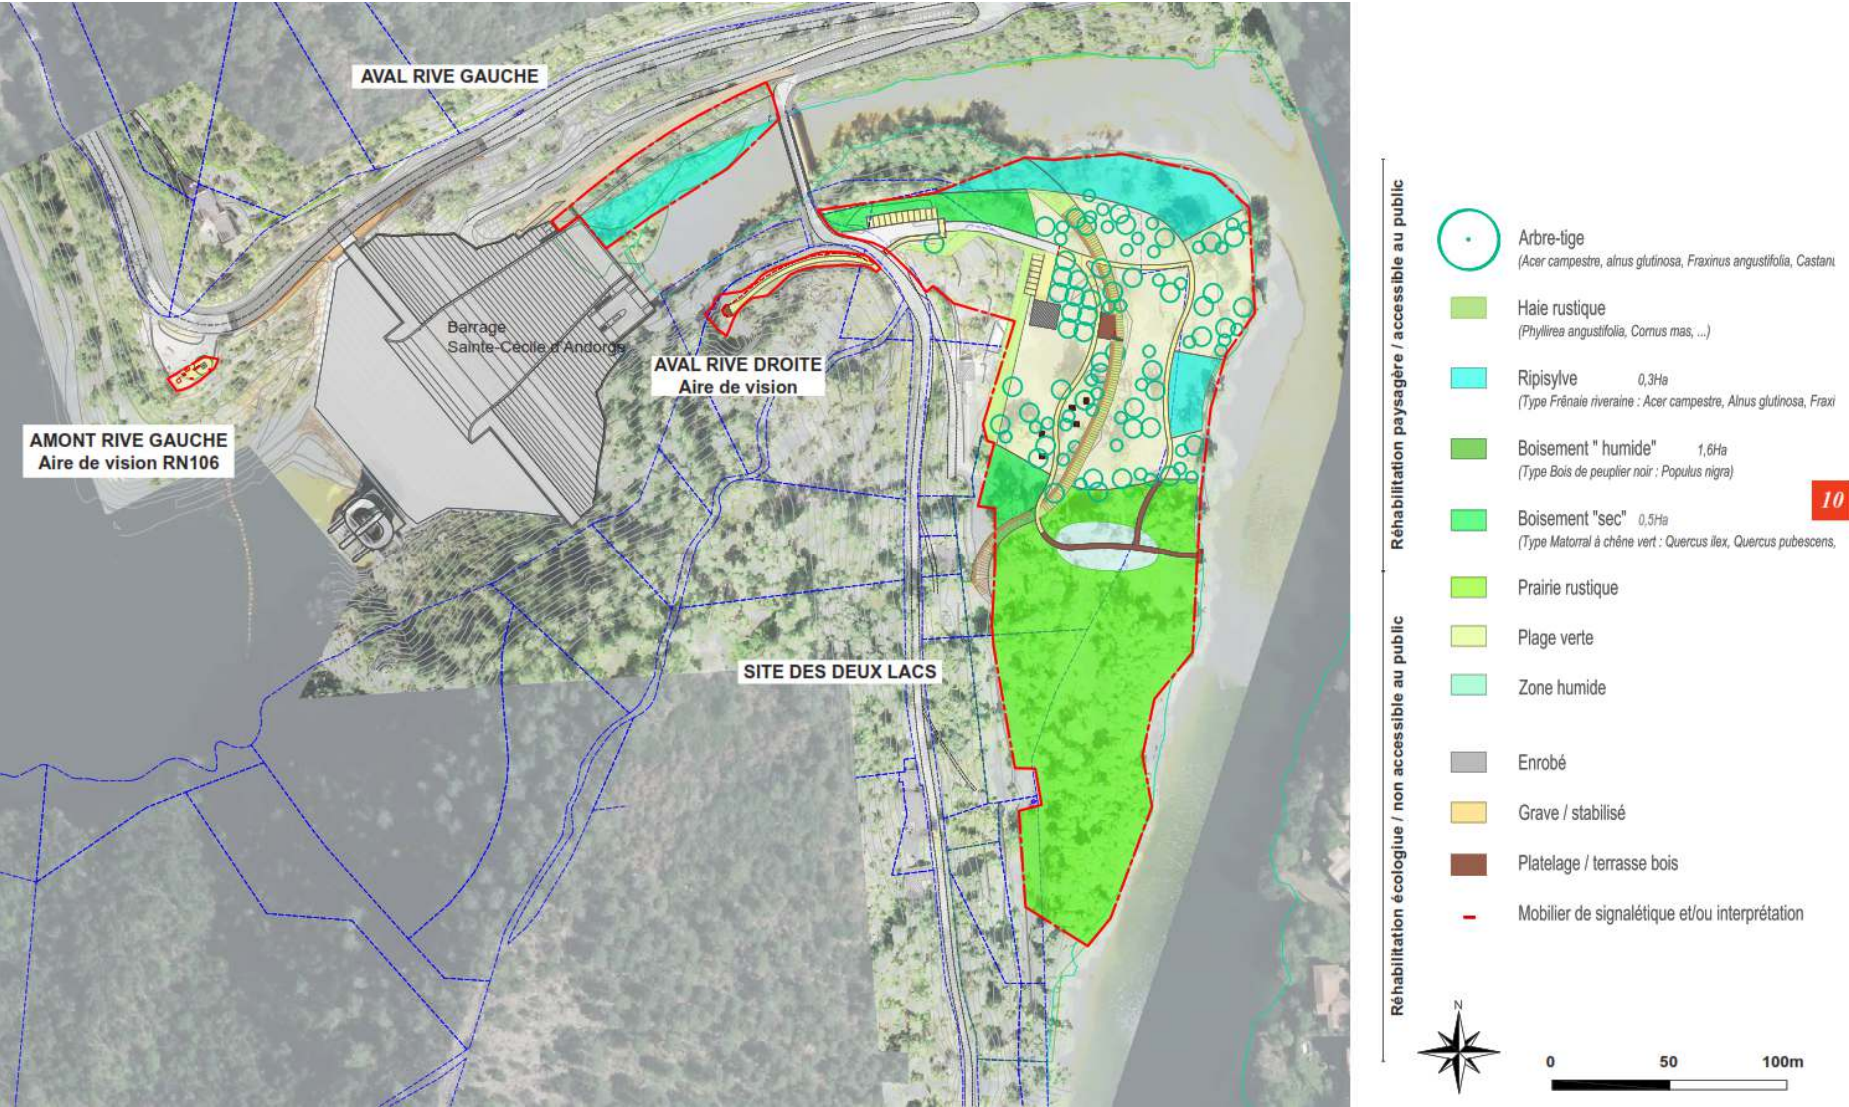 AVAL RIVE GAUCHE
Barrage
Sainte-Cécile d'Andorge
AVAL RIVE DROITE
Aire de vision
AMONT RIVE GAUCHE
Aire de vision RN106
SITE DES DEUX LACS
Réhabilitation paysagère / accessible au public
Réhabilitation écologiue / non accessible au public
Arbre-tige
(Acer campestre, alnus glutinosa, Fraxinus angustifolia, Castanu
Haie rustique
(Phyllirea angustifolia, Cornus mas, ...)
Ripisylve 0,3Ha
(Type Frênaie riveraine : Acer campestre, Alnus glutinosa, Fraxi
Boisement " humide" 1,6Ha
(Type Bois de peuplier noir : Populus nigra)
10
Boisement "sec" 0,5Ha
(Type Matorral à chêne vert : Quercus ilex, Quercus pubescens,
Prairie rustique
Plage verte
Zone humide
Enrobé
Grave / stabilisé
Platelage / terrasse bois
Mobilier de signalétique et/ou interprétation
N
0 50 100m